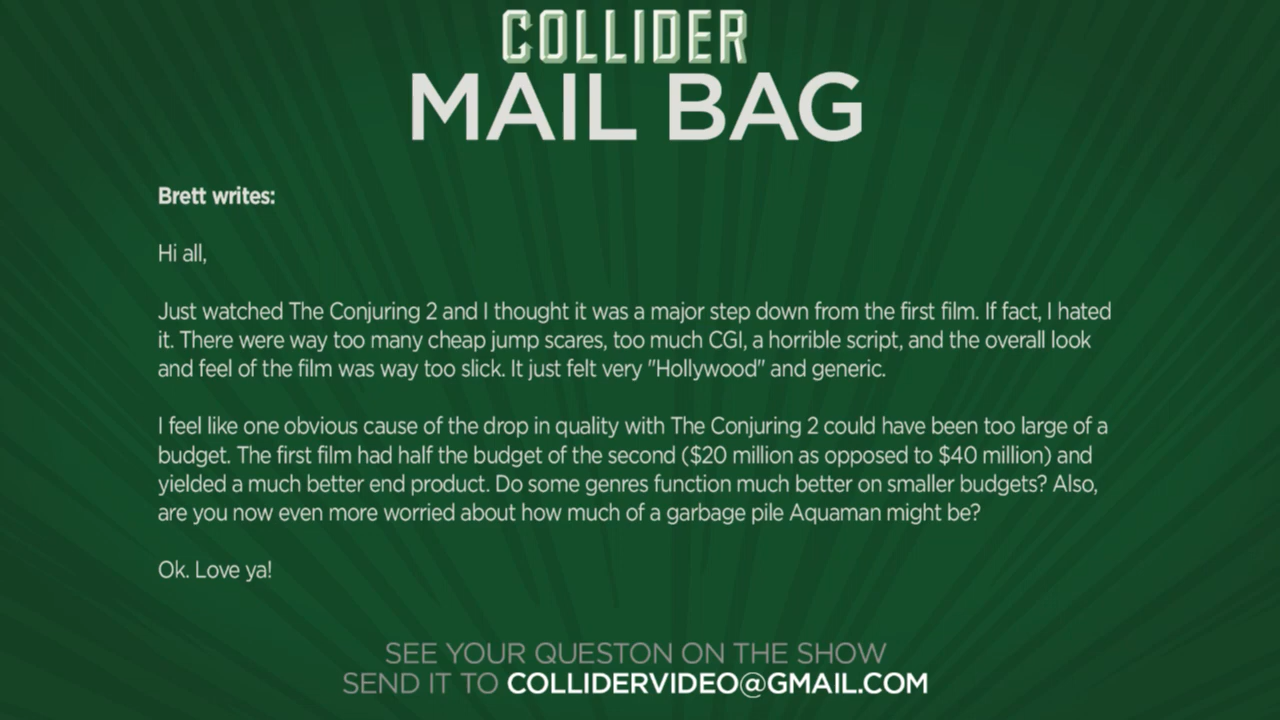 COLLIDER
MAIL BAG
Brett writes:
Hi all,
Just watched The Conjuring 2 and I thought it was a major step down from the first film. If fact, I hated
it. There were way too many cheap jump scares, too much CGI, a horrible script, and the overall look
and feel of the film was way too slick. It just felt very "Hollywood" and generic.
I feel like one obvious cause of the drop in quality with The Conjuring 2 could have been too large of a
budget. The first film had half the budget of the second ($20 million as opposed to $40 million) and
yielded a much better end product. Do some genres function much better on smaller budgets? Also,
are you now even more worried about how much of a garbage pile Aquaman might be?
Ok. Love ya!
SEE YOUR QUESTON ON THE SHOW
SEND IT TO COLLIDERVIDEO@GMAIL.COM